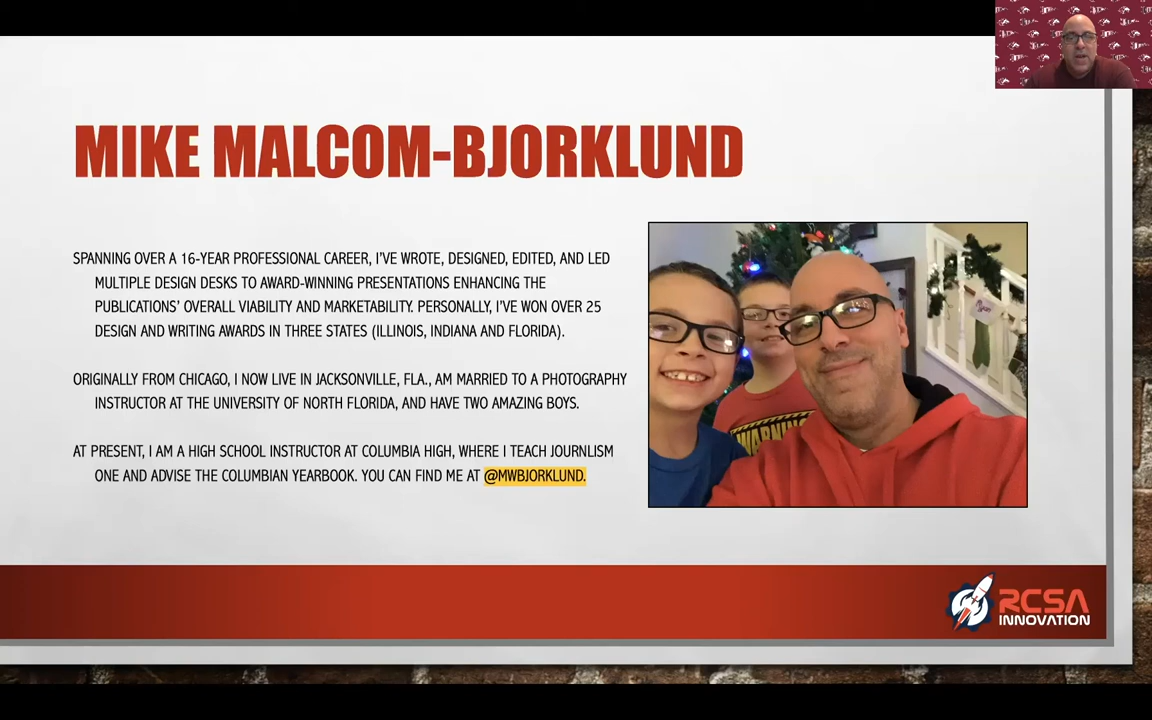 MIKE MALCOM-BJORKLUND
SPANNING OVER A 16-YEAR PROFESSIONAL CAREER, I'VE WROTE, DESIGNED, EDITED, AND LED
MULTIPLE DESIGN DESKS TO AWARD-WINNING PRESENTATIONS ENHANCING THE
PUBLICATIONS' OVERALL VIABILITY AND MARKETABILITY. PERSONALLY, I'VE WON OVER 25
DESIGN AND WRITING AWARDS IN THREE STATES (ILLINOIS, INDIANA AND FLORIDA).
ORIGINALLY FROM CHICAGO, I NOW LIVE IN JACKSONVILLE, FLA., AM MARRIED TO A PHOTOGRAPHY
INSTRUCTOR AT THE UNIVERSITY OF NORTH FLORIDA, AND HAVE TWO AMAZING BOYS.
AT PRESENT, I AM A HIGH SCHOOL INSTRUCTOR AT COLUMBIA HIGH, WHERE I TEACH JOURNLISM
ONE AND ADVISE THE COLUMBIAN YEARBOOK. YOU CAN FIND ME AT @MWBJORKLUND.
WARNING
RCSA
INNOVATION